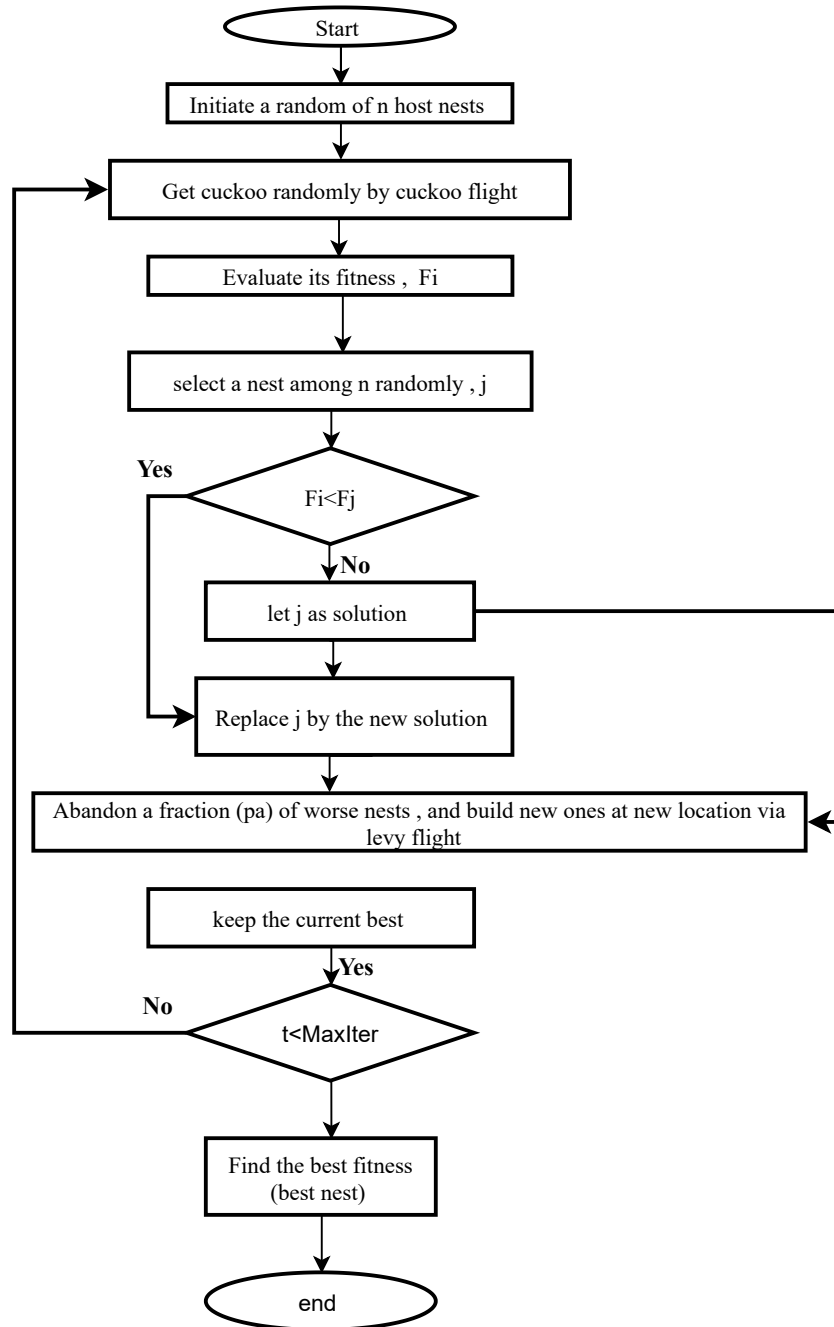 Start
Initiate a random of n host nests
Get cuckoo randomly by cuckoo flight
Evaluate its fitness , Fi
select a nest among n randomly , j
Yes
Fi<Fj
No
let j as solution
Replace j by the new solution
Abandon a fraction (pa) of worse nests , and build new ones at new location via
levy flight
keep the current best
Yes
No
t<MaxIter
Find the best fitness
(best nest)
end